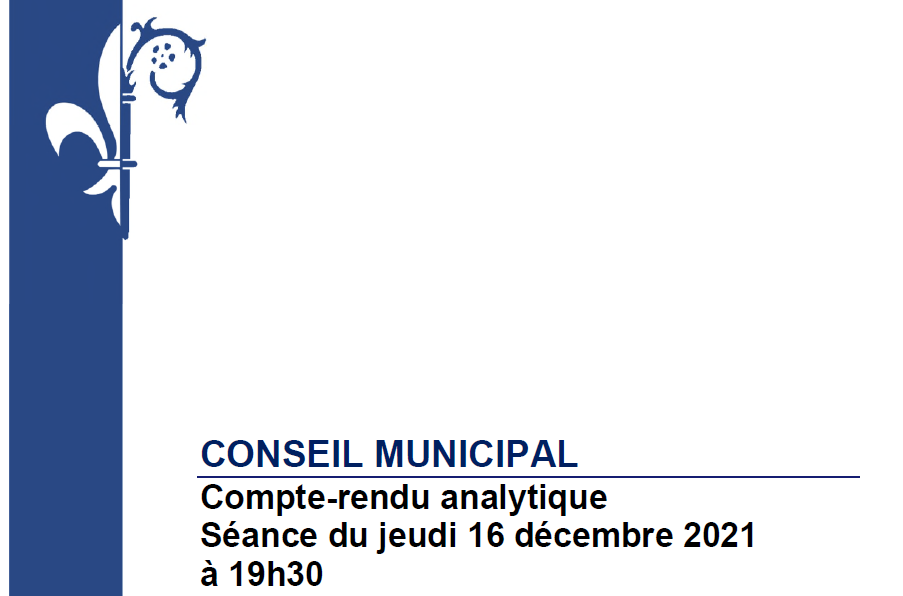 CONSEIL MUNICIPAL
Compte-rendu analytique
Séance du jeudi 16 décembre 2021
à 19h30